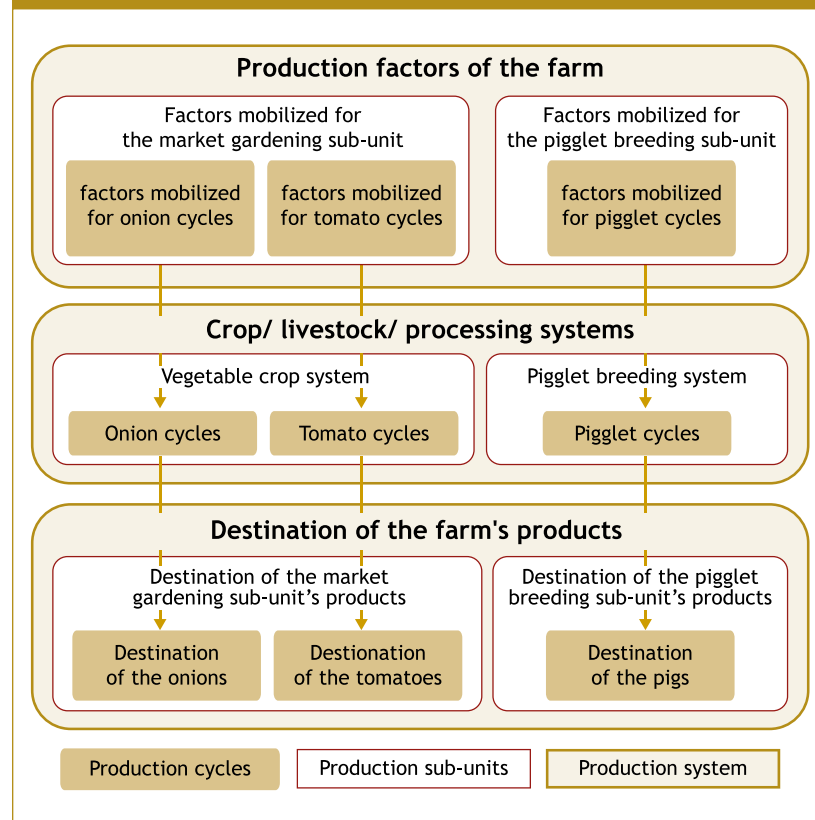 Production factors of the farm
Factors mobilized for
the market gardening sub-unit
factors mobilized
for onion cycles
factors mobilized
for tomato cycles
Factors mobilized for
the pigglet breeding sub-unit
factors mobilized
for pigglet cycles
Crop/ livestock/ processing systems
Vegetable crop system
Onion cycles
Tomato cycles
Pigglet breeding system
Pigglet cycles
Destination of the farm's products
Destination of the market
gardening sub-unit’s products
Destination
of the onions
Destionation
of the tomatoes
Destination of the pigglet
breeding sub-unit’s products
Destination
of the pigs
Production cycles
Production sub-units
Production system